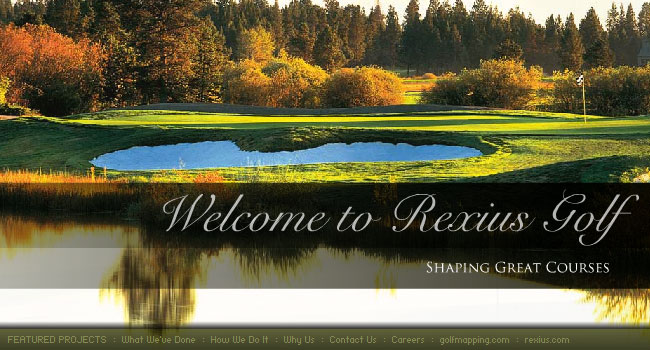 Welcome to Rexius Golf
SHAPING GREAT COURSES
FEATURED PROJECTS : What We've Done : How We Do It : Why Us : Contact Us : Careers : golfmapping.com : rexius.com